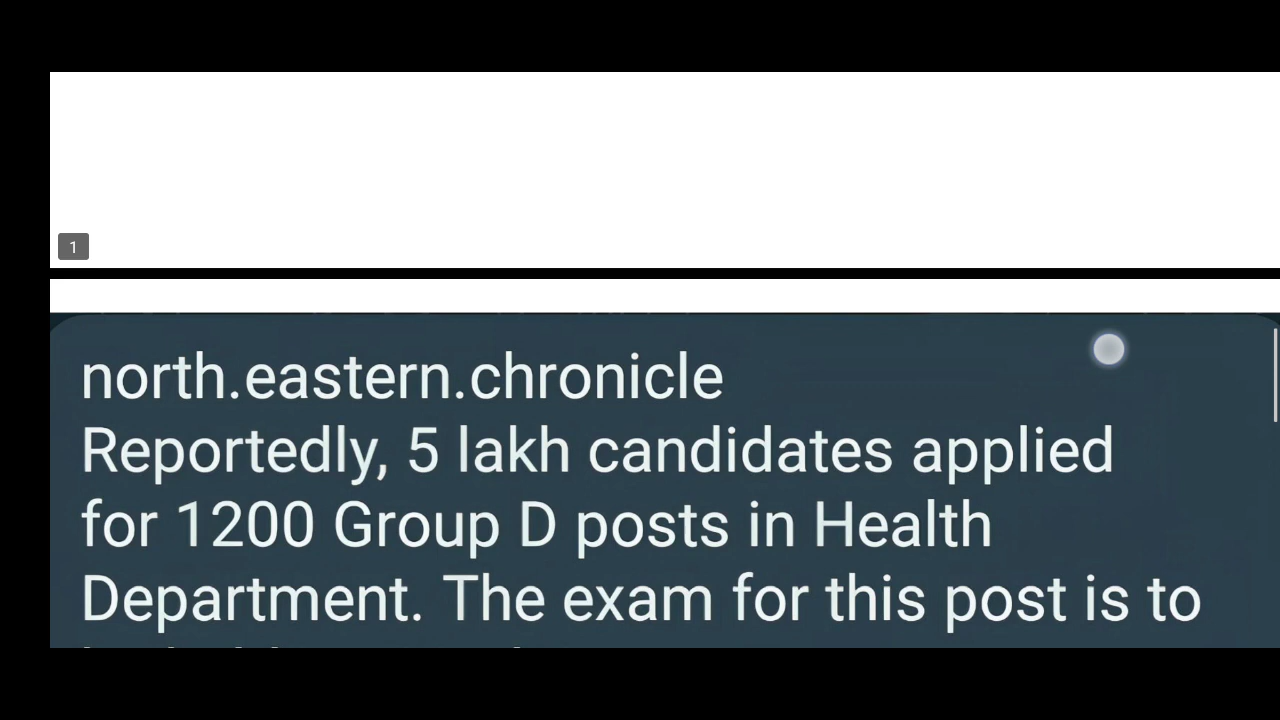 1
north.eastern.chronicle
Reportedly, 5 lakh candidates applied
for 1200 Group D posts in Health
Department. The exam for this post is to